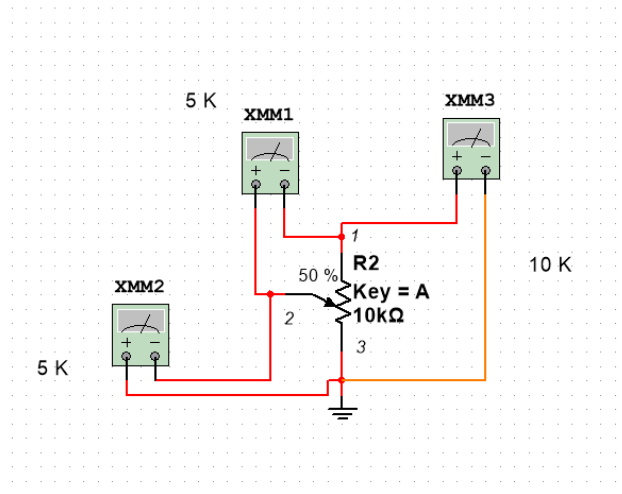 5 K
XMM1
XMM3
+ −
+ −
1
R2
10 K
50 %
Key = A
XMM2
2
10kΩ
+ −
3
5 K